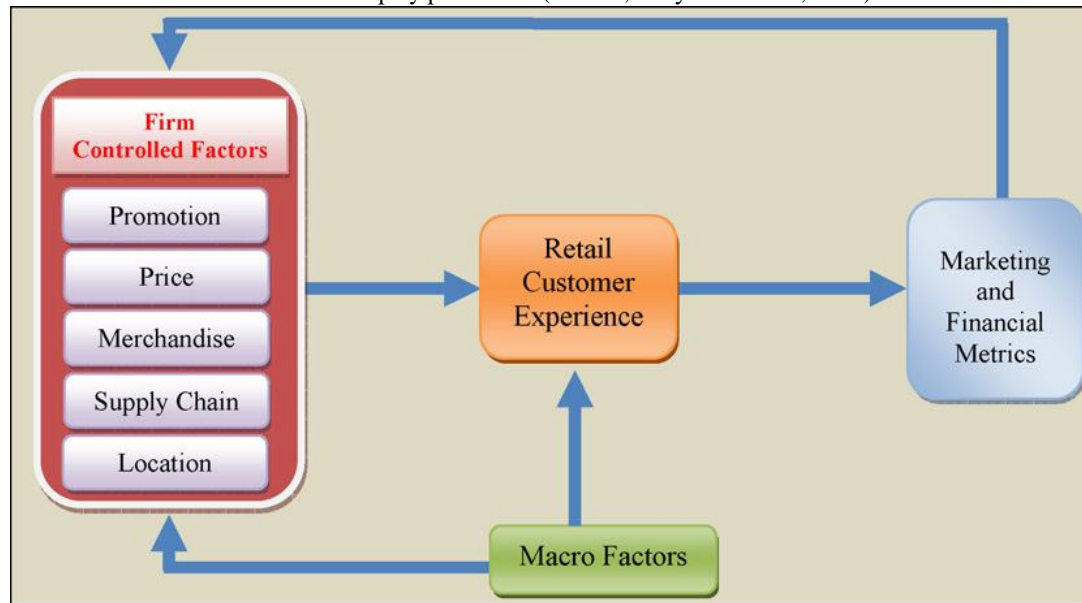 Firm
Controlled Factors
Promotion
Price
Merchandise
Supply Chain
Location
Retail
Customer
Experience
Marketing
and
Financial
Metrics
Macro Factors